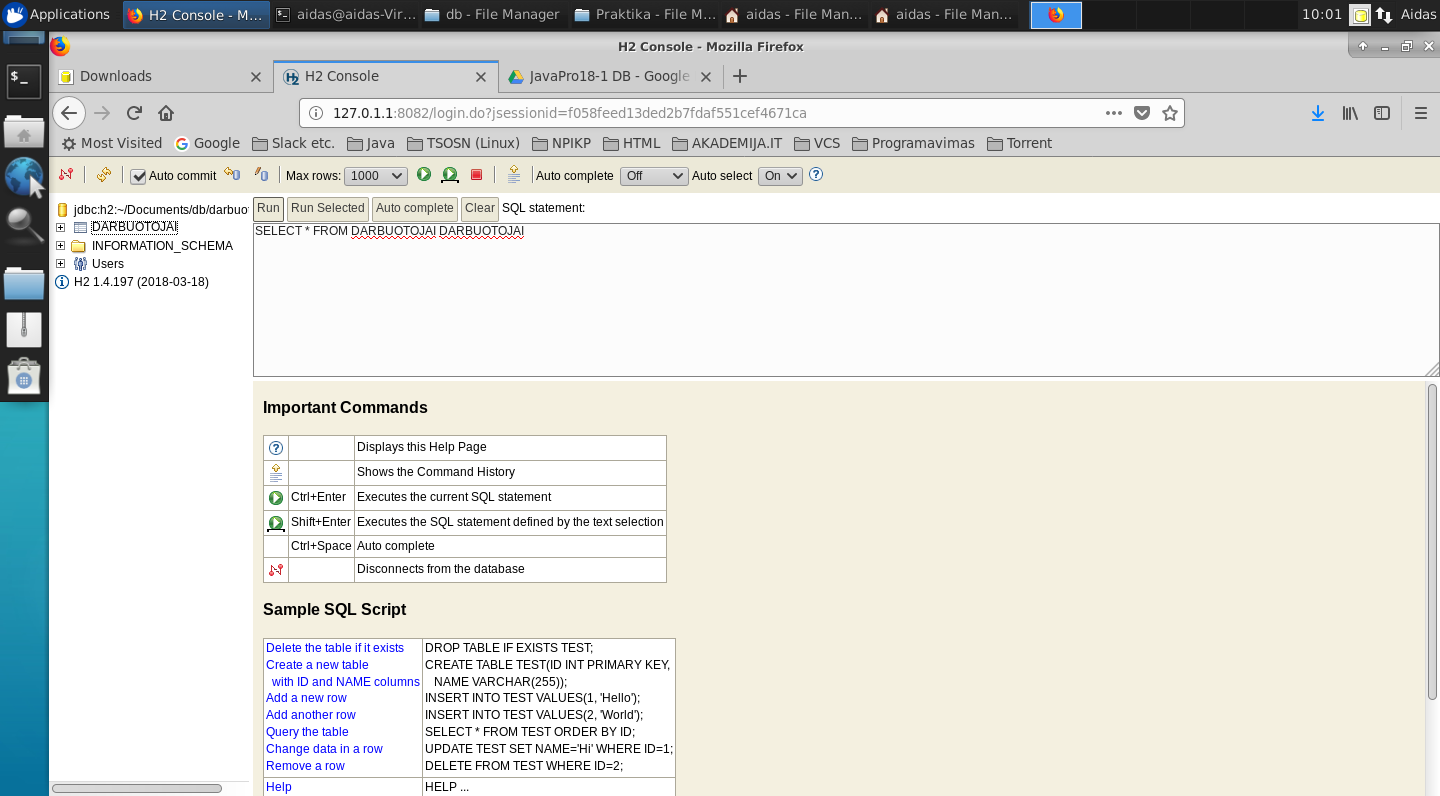 Applications H2 Console - M... aidas@aidas-Vir... db - File Manager Praktika - File M... aidas - File Man... aidas - File Man... 10:01 Aidas
H2 Console - Mozilla Firefox
Downloads H2 Console JavaPro18-1 DB - Google
127.0.1.1:8082/login.do?jsessionid=f058feed13ded2b7fdaf551cef4671ca
Most Visited Google Slack etc. Java TSOSN (Linux) NPIKP HTML AKADEMIJA.IT VCS Programavimas Torrent
Auto commit Max rows: 1000 Auto complete Off Auto select On
jdbc:h2:~/Documents/db/darbuot
DARBUOTOJAI
INFORMATION_SCHEMA
Users
H2 1.4.197 (2018-03-18)
Run Run Selected Auto complete Clear SQL statement:
SELECT * FROM DARBUOTOJAI DARBUOTOJAI
Important Commands
Displays this Help Page
Shows the Command History
Ctrl+Enter Executes the current SQL statement
Shift+Enter Executes the SQL statement defined by the text selection
Ctrl+Space Auto complete
Disconnects from the database
Sample SQL Script
Delete the table if it exists DROP TABLE IF EXISTS TEST;
Create a new table CREATE TABLE TEST(ID INT PRIMARY KEY,
with ID and NAME columns NAME VARCHAR(255));
Add a new row INSERT INTO TEST VALUES(1, 'Hello');
Add another row INSERT INTO TEST VALUES(2, 'World');
Query the table SELECT * FROM TEST ORDER BY ID;
Change data in a row UPDATE TEST SET NAME='Hi' WHERE ID=1;
Remove a row DELETE FROM TEST WHERE ID=2;
Help HELP ...